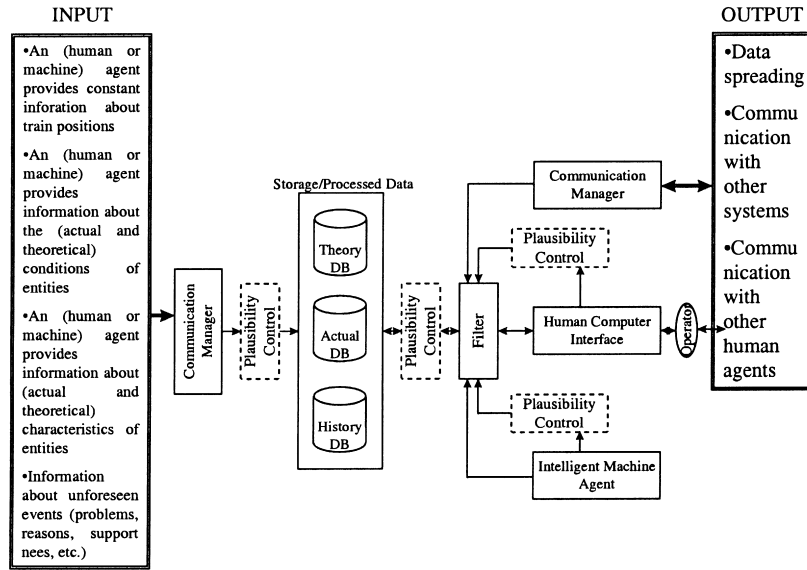 INPUT
•An (human or
machine) agent
provides constant
inforation about
train positions
•An (human or
machine) agent
provides
information about
the (actual and
theoretical)
conditions of
entities
•An (human or
machine) agent
provides
information about
(actual and
theoretical)
characteristics of
entities
•Information
about unforeseen
events (problems,
reasons, support
nees, etc.)
Communication
Manager
Plausibility
Control
Storage/Processed Data
Theory
DB
Actual
DB
History
DB
Plausibility
Control
Filter
Communication
Manager
Plausibility
Control
Human Computer
Interface
Plausibility
Control
Intelligent Machine
Agent
Operator
OUTPUT
•Data
spreading
•Commu
nication
with
other
systems
•Commu
nication
with
other
human
agents